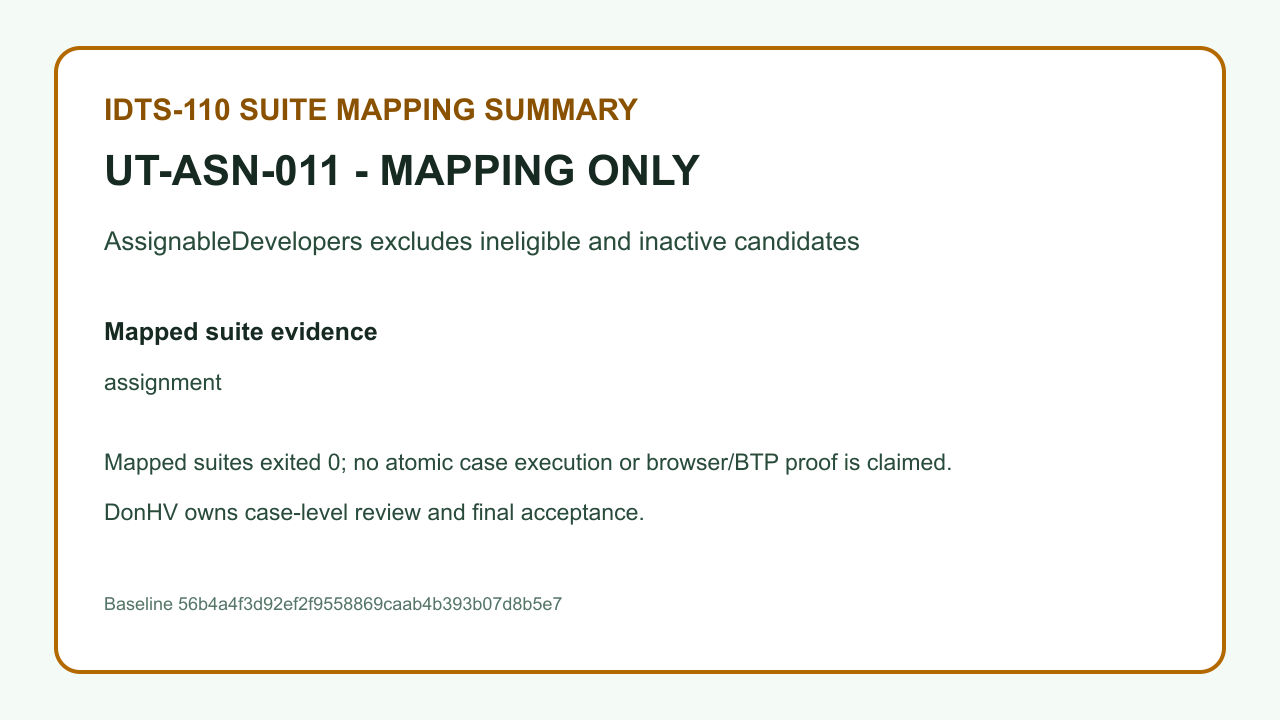 IDTS-110 SUITE MAPPING SUMMARY
UT-ASN-011 - MAPPING ONLY
AssignableDevelopers excludes ineligible and inactive candidates
Mapped suite evidence
assignment
Mapped suites exited 0; no atomic case execution or browser/BTP proof is claimed.
DonHV owns case-level review and final acceptance.
Baseline 56b4a4f3d92ef2f9558869caab4b393b07d8b5e7